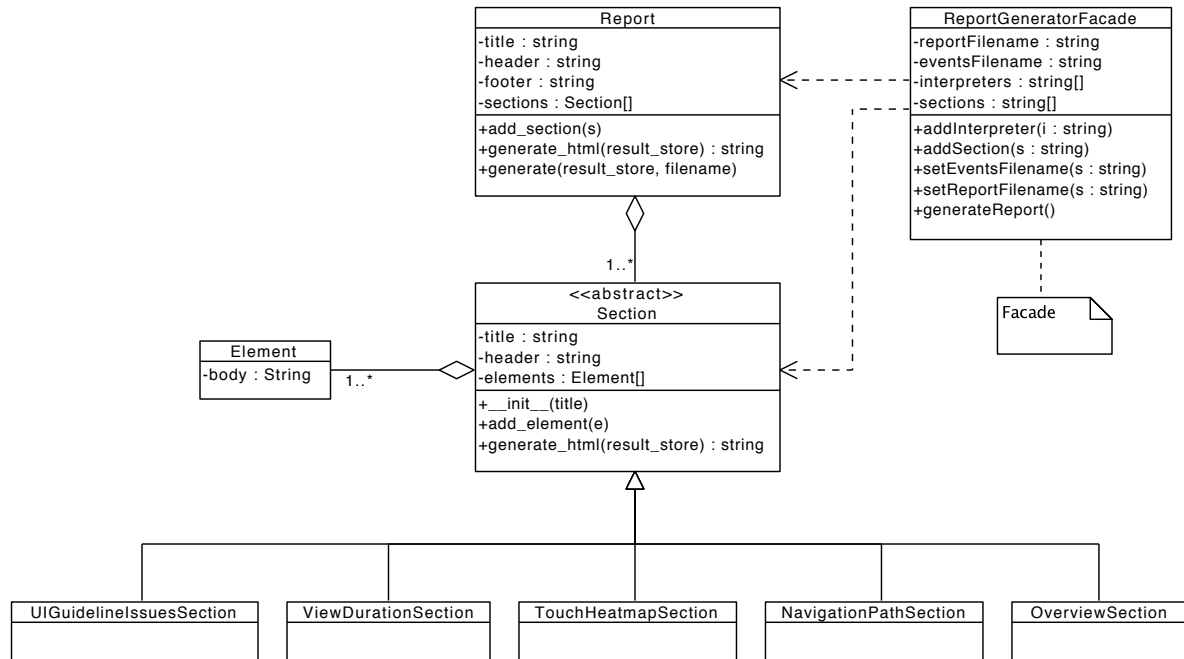 Report
-title : string
-header : string
-footer : string
-sections : Section[]
+add_section(s)
+generate_html(result_store) : string
+generate(result_store, filename)
ReportGeneratorFacade
-reportFilename : string
-eventsFilename : string
-interpreters : string[]
-sections : string[]
+addInterpreter(i : string)
+addSection(s : string)
+setEventsFilename(s : string)
+setReportFilename(s : string)
+generateReport()
1..*
Facade
<<abstract>>
Section
-title : string
-header : string
-elements : Element[]
+__init__(title)
+add_element(e)
+generate_html(result_store) : string
Element
-body : String
1..*
UIGuidelineIssuesSection
ViewDurationSection
TouchHeatmapSection
NavigationPathSection
OverviewSection